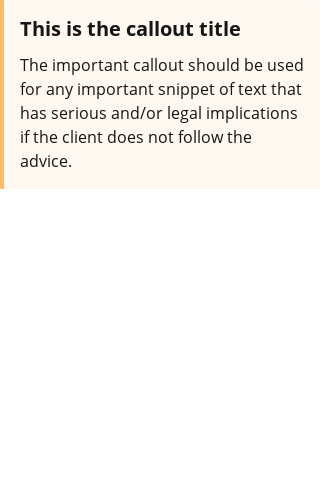 This is the callout title
The important callout should be used
for any important snippet of text that
has serious and/or legal implications
if the client does not follow the
advice.